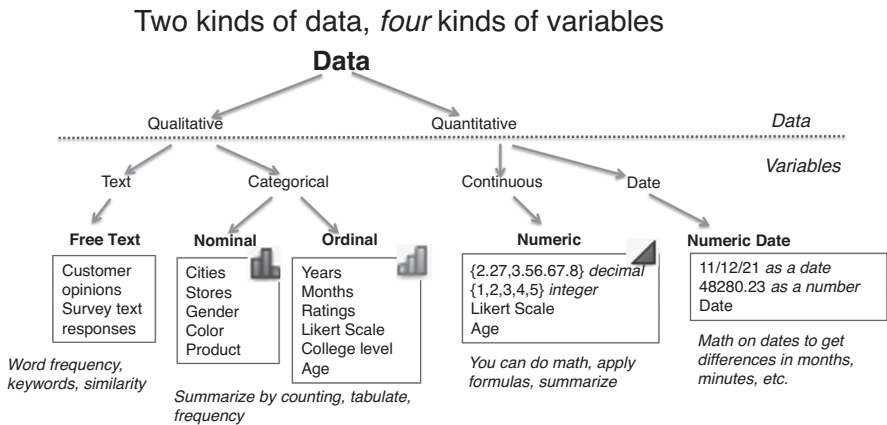 Two kinds of data, four kinds of variables
Data
Qualitative
Quantitative
Data
Variables
Text
Categorical
Continuous
Date
Free Text
Customer
opinions
Survey text
responses
Word frequency,
keywords, similarity
Nominal
Cities
Stores
Gender
Color
Product
Ordinal
Years
Months
Ratings
Likert Scale
College level
Age
Summarize by counting, tabulate,
frequency
Numeric
{2.27,3.56.67.8} decimal
{1,2,3,4,5} integer
Likert Scale
Age
You can do math, apply
formulas, summarize
Numeric Date
11/12/21 as a date
48280.23 as a number
Date
Math on dates to get
differences in months,
minutes, etc.